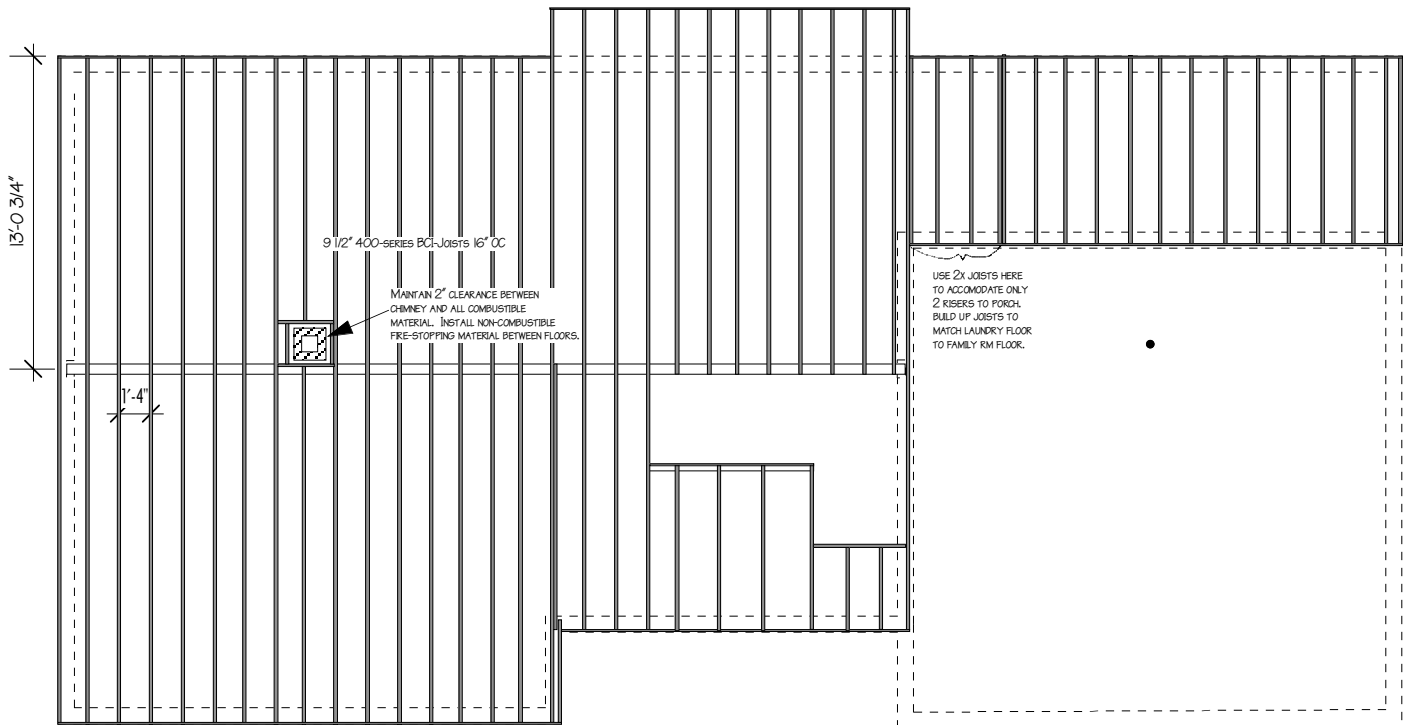 13'-0 3/4"
9 1/2" 400-SERIES BCI-JOISTS 16" OC
MAINTAIN 2" CLEARANCE BETWEEN
CHIMNEY AND ALL COMBUSTIBLE
MATERIAL. INSTALL NON-COMBUSTIBLE
FIRE-STOPPING MATERIAL BETWEEN FLOORS.
1'-4"
USE 2X JOISTS HERE
TO ACCOMODATE ONLY
2 RISERS TO PORCH.
BUILD UP JOISTS TO
MATCH LAUNDRY FLOOR
TO FAMILY RM FLOOR.